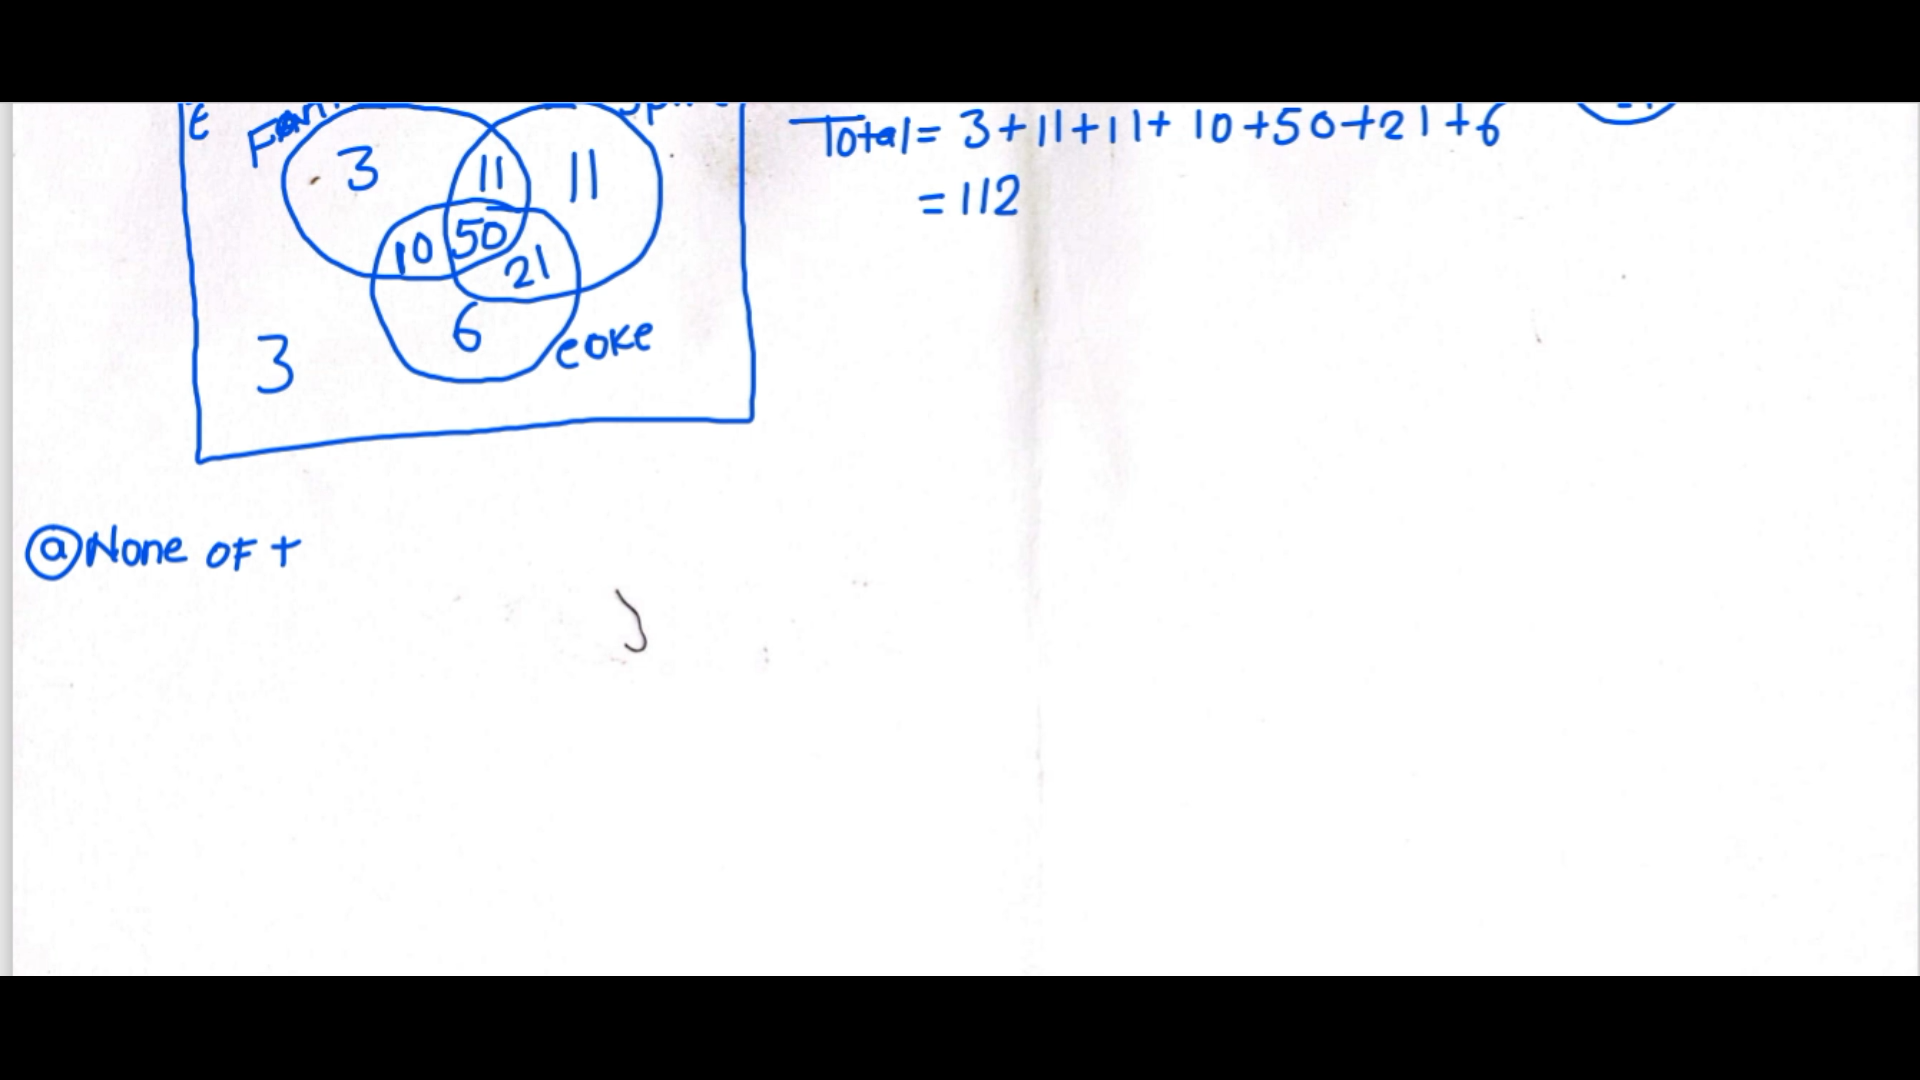 ε
3 11 11
10 50
21
6
coke
3
Total = 3+11+11+10+50+21+6
= 112
ⓐ None OF t